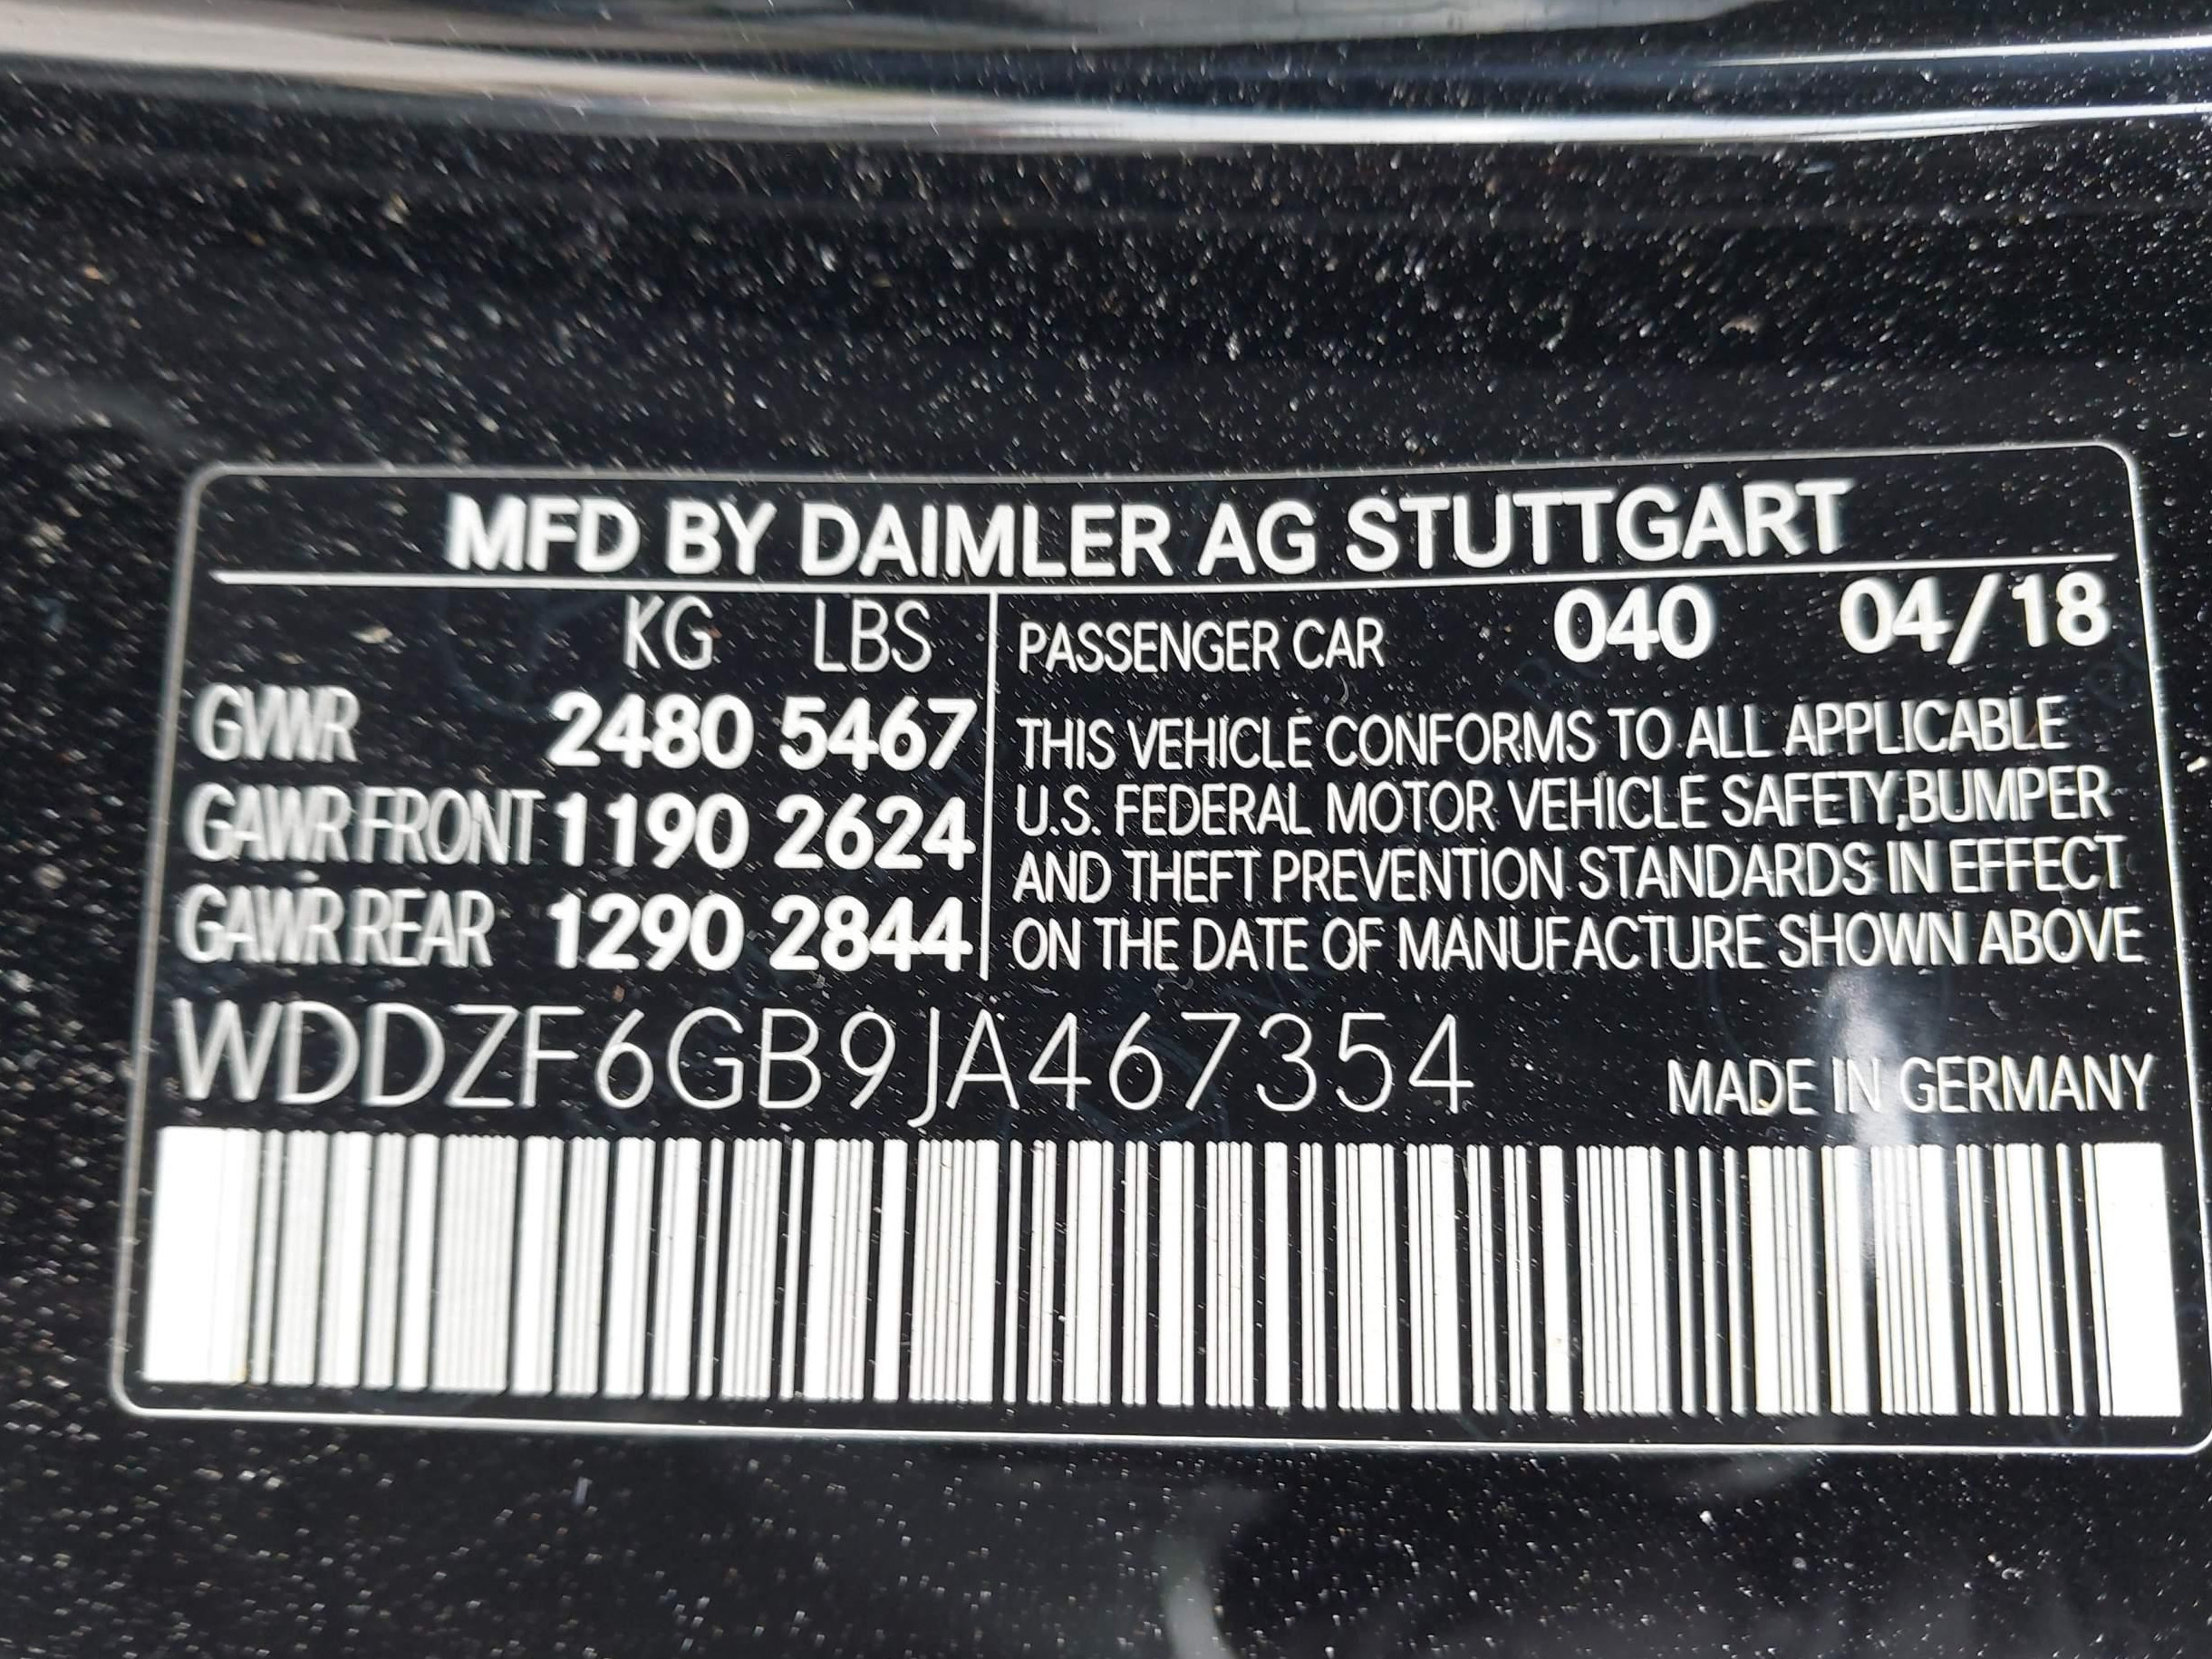 MFD BY DAIMLER AG STUTTGART
KG LBS
GVWR 2480 5467
GAWR FRONT 1190 2624
GAWR REAR 1290 2844
PASSENGER CAR 040 04/18
THIS VEHICLE CONFORMS TO ALL APPLICABLE
U.S. FEDERAL MOTOR VEHICLE SAFETY,BUMPER
AND THEFT PREVENTION STANDARDS IN EFFECT
ON THE DATE OF MANUFACTURE SHOWN ABOVE
WDDZF6GB9JA467354
MADE IN GERMANY